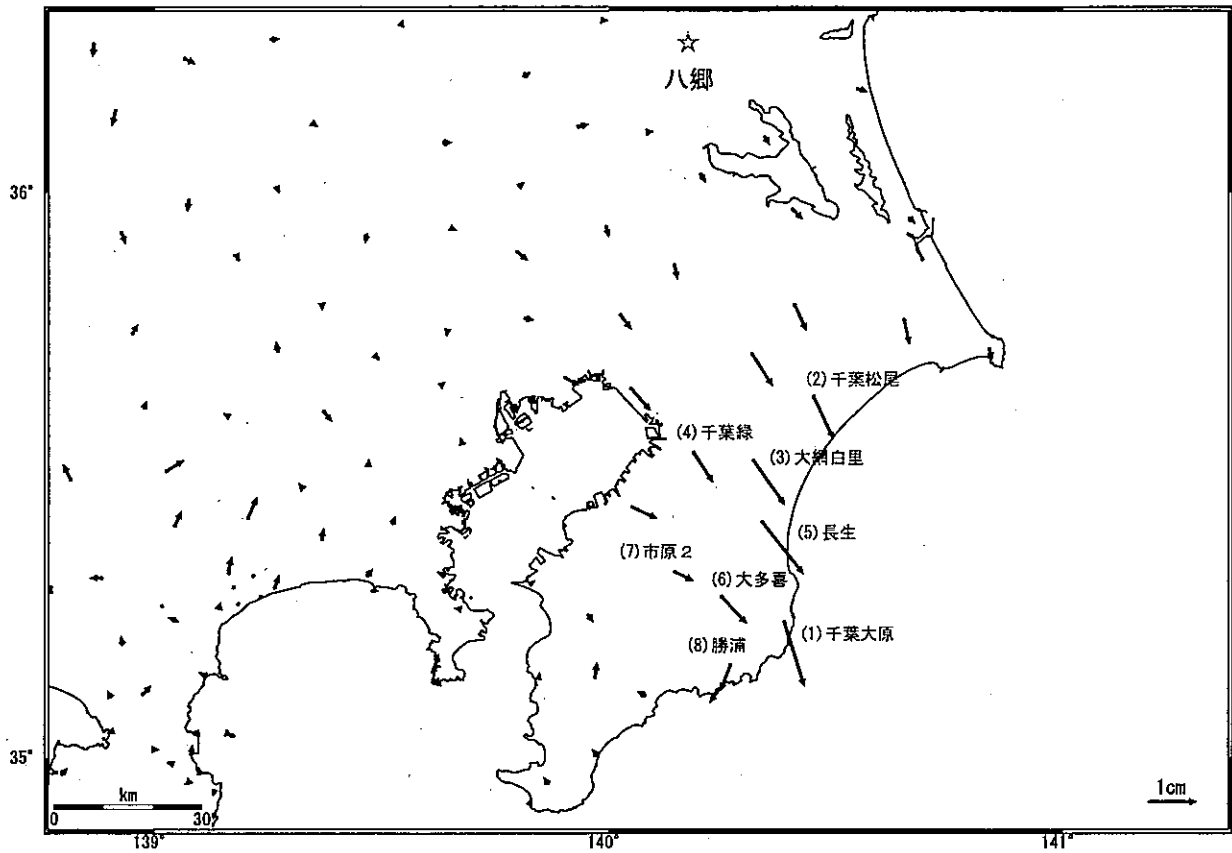 八郷
36°
(2)千葉松尾
(4)千葉緑
(3)大網白里
(5)長生
(7)市原2
(6)大多喜
(1)千葉大原
(8)勝浦
35°
km
0 30
1cm
139° 140° 141°